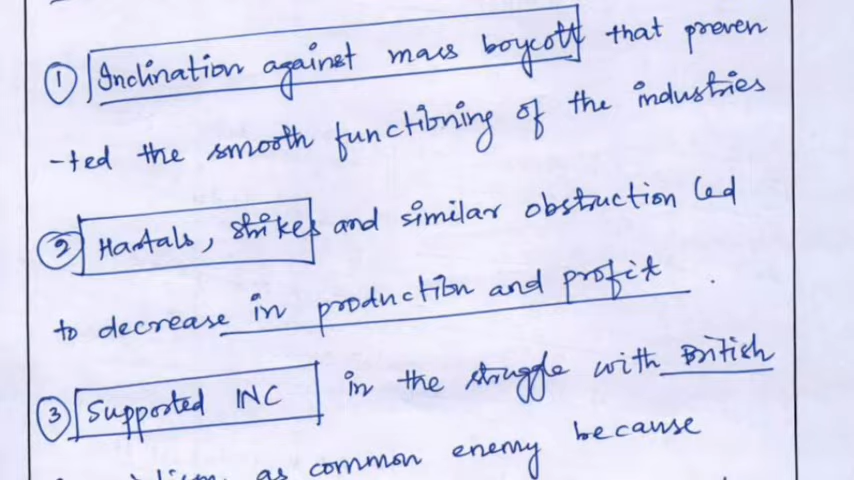 ① Inclination against mass boycott that preven
-ted the smooth functioning of the industries
② Hartals, strikes and similar obstruction led
to decrease in production and profit.
③ Supported INC in the struggle with British
as common enemy because